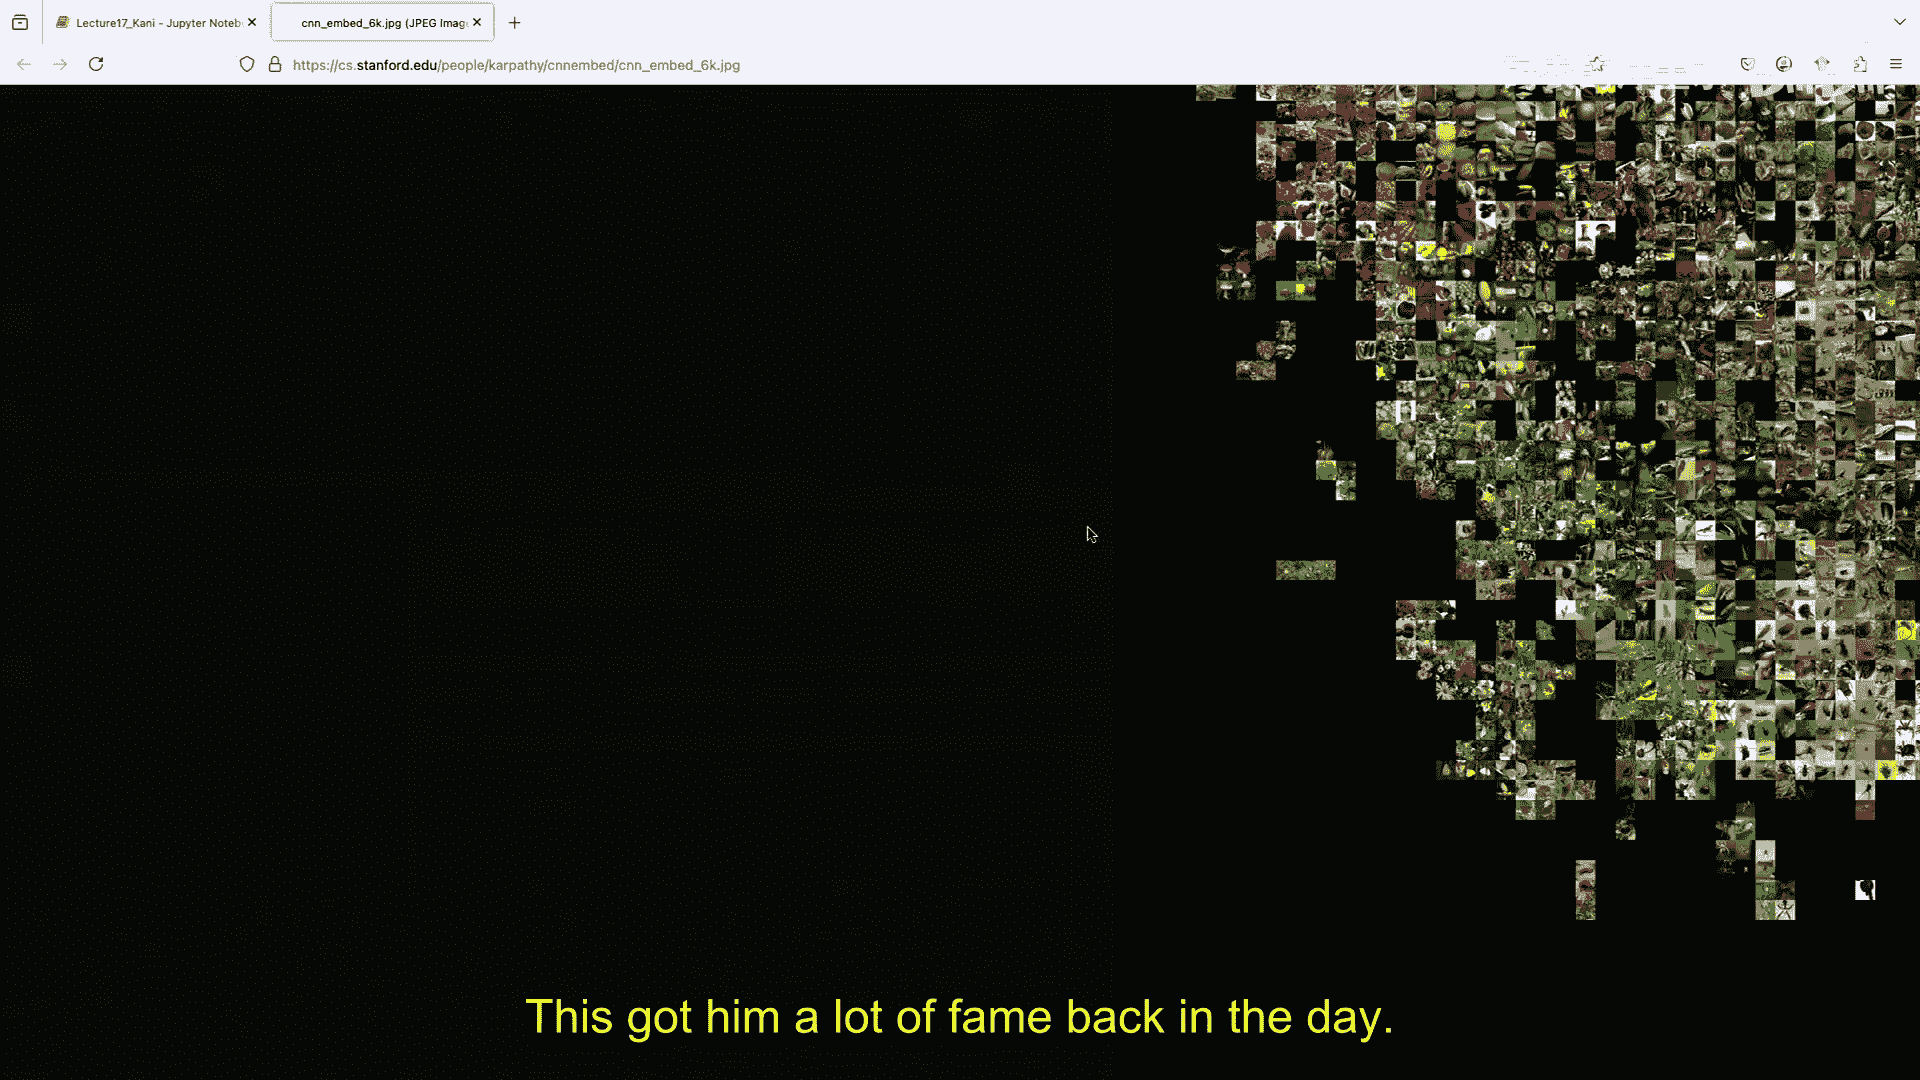 Lecture17_Kani - Jupyter Noteb
cnn_embed_6k.jpg (JPEG Imag
https://cs.stanford.edu/people/karpathy/cnnembed/cnn_embed_6k.jpg
This got him a lot of fame back in the day.